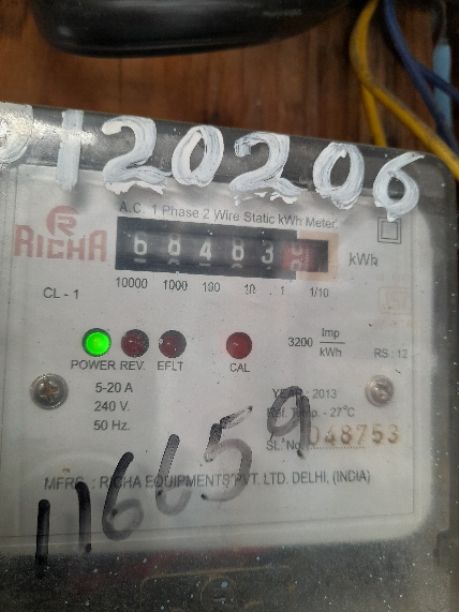 0120206
A.C. 1 Phase 2 Wire Static kWh Meter
RICHA
68483
kWh
10000 1000 100 10 1 1/10
CL - 1
3200 Imp
kWh
RS : 12
POWER REV. EFLT CAL
5-20 A
240 V.
50 Hz.
YEAR : 2013
Ref. Temp. - 27°C
SL. No. 048753
MFRS : RICHA EQUIPMENTS PVT. LTD. DELHI. (INDIA)
116659